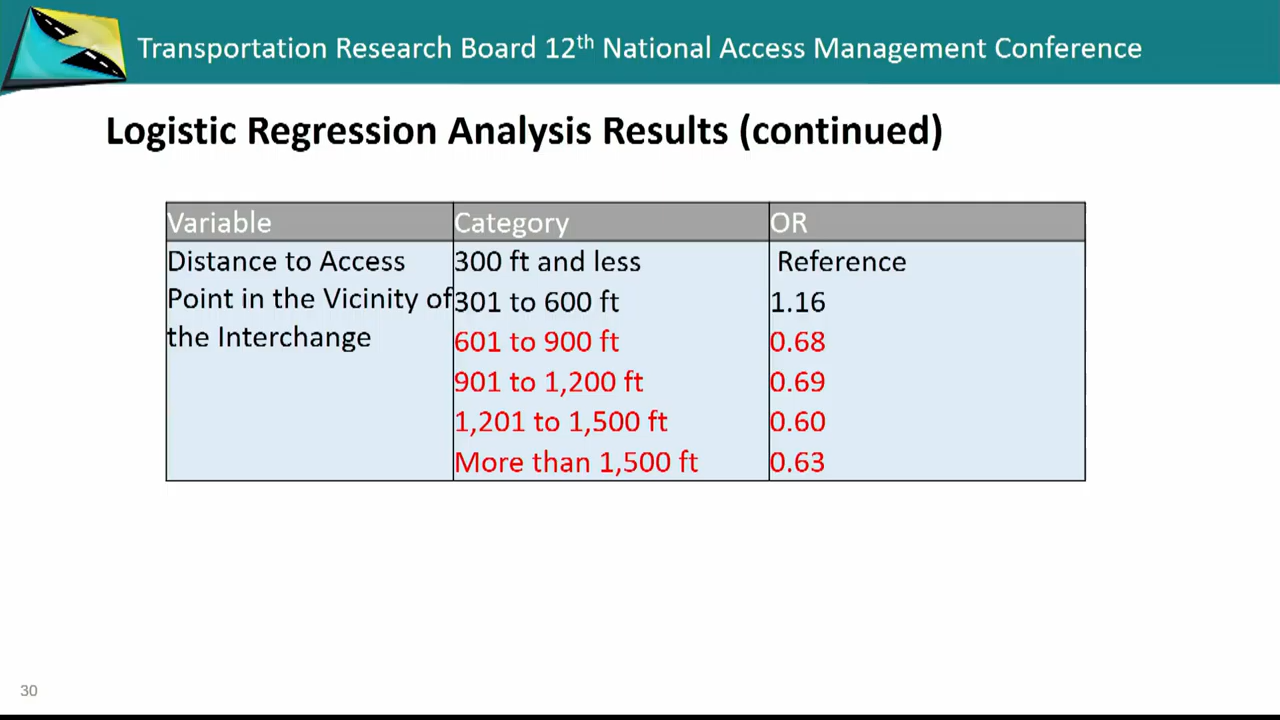 Transportation Research Board 12th National Access Management Conference
Logistic Regression Analysis Results (continued)
Variable Category OR
Distance to Access Point in the Vicinity of the Interchange
300 ft and less Reference
301 to 600 ft 1.16
601 to 900 ft 0.68
901 to 1,200 ft 0.69
1,201 to 1,500 ft 0.60
More than 1,500 ft 0.63
30